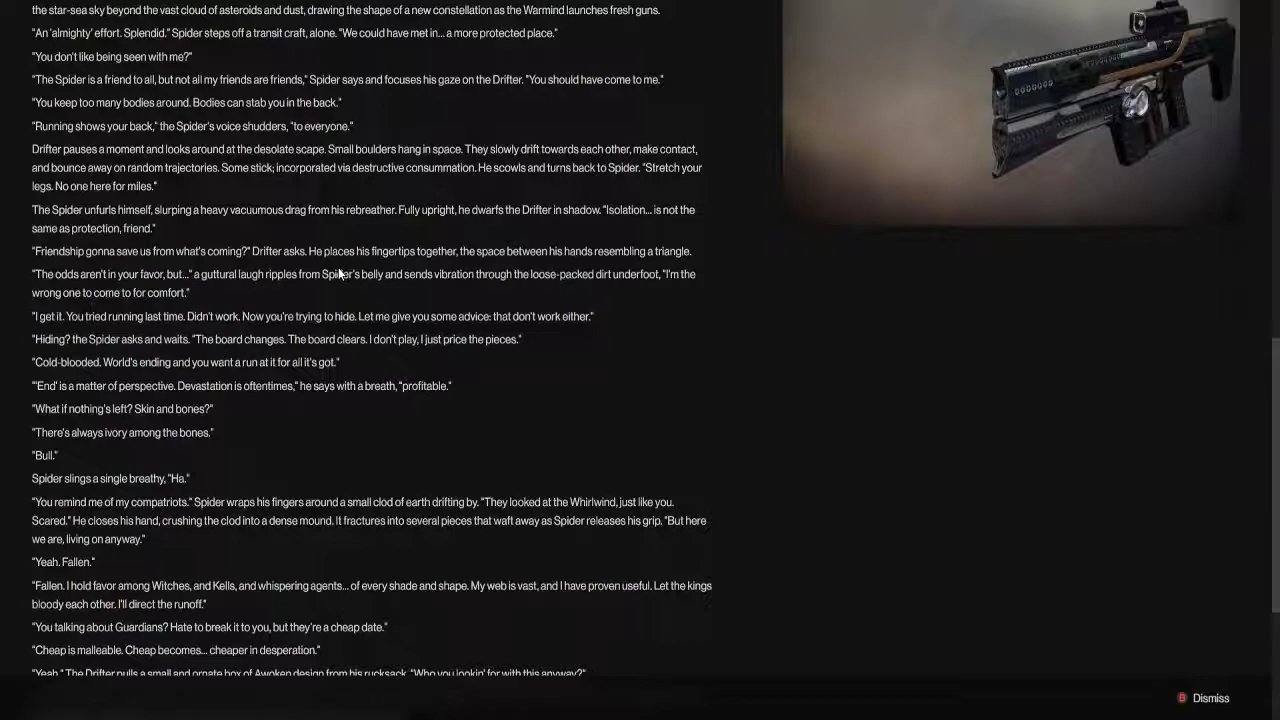 the star-sea sky beyond the vast cloud of asteroids and dust, drawing the shape of a new constellation as the Warmind launches fresh guns.
"An 'almighty' effort. Splendid." Spider steps off a transit craft, alone. "We could have met in... a more protected place."
"You don't like being seen with me?"
"The Spider is a friend to all, but not all my friends are friends," Spider says and focuses his gaze on the Drifter. "You should have come to me."
"You keep too many bodies around. Bodies can stab you in the back."
"Running shows your back," the Spider's voice shudders, "to everyone."
Drifter pauses a moment and looks around at the desolate scape. Small boulders hang in space. They slowly drift towards each other, make contact,
and bounce away on random trajectories. Some stick; incorporated via destructive consummation. He scowls and turns back to Spider. "Stretch your
legs. No one here for miles."
The Spider unfurls himself, slurping a heavy vacuumous drag from his rebreather. Fully upright, he dwarfs the Drifter in shadow. "Isolation... is not the
same as protection, friend."
"Friendship gonna save us from what's coming?" Drifter asks. He places his fingertips together, the space between his hands resembling a triangle.
"The odds aren't in your favor, but..." a guttural laugh ripples from Spider's belly and sends vibration through the loose-packed dirt underfoot, "I'm the
wrong one to come to for comfort."
"I get it. You tried running last time. Didn't work. Now you're trying to hide. Let me give you some advice: that don't work either."
"Hiding? the Spider asks and waits. "The board changes. The board clears. I don't play, I just price the pieces."
"Cold-blooded. World's ending and you want a run at it for all it's got."
"'End' is a matter of perspective. Devastation is oftentimes," he says with a breath, "profitable."
"What if nothing's left? Skin and bones?"
"There's always ivory among the bones."
"Bull."
Spider slings a single breathy, "Ha."
"You remind me of my compatriots." Spider wraps his fingers around a small clod of earth drifting by. "They looked at the Whirlwind, just like you.
Scared." He closes his hand, crushing the clod into a dense mound. It fractures into several pieces that waft away as Spider releases his grip. "But here
we are, living on anyway."
"Yeah. Fallen."
"Fallen. I hold favor among Witches, and Kells, and whispering agents... of every shade and shape. My web is vast, and I have proven useful. Let the kings
bloody each other. I'll direct the runoff."
"You talking about Guardians? Hate to break it to you, but they're a cheap date."
"Cheap is malleable. Cheap becomes... cheaper in desperation."
"Yeah." The Drifter pulls a small and ornate box of Awoken design from his rucksack. "Who you lookin' for with this anyway?"
B Dismiss